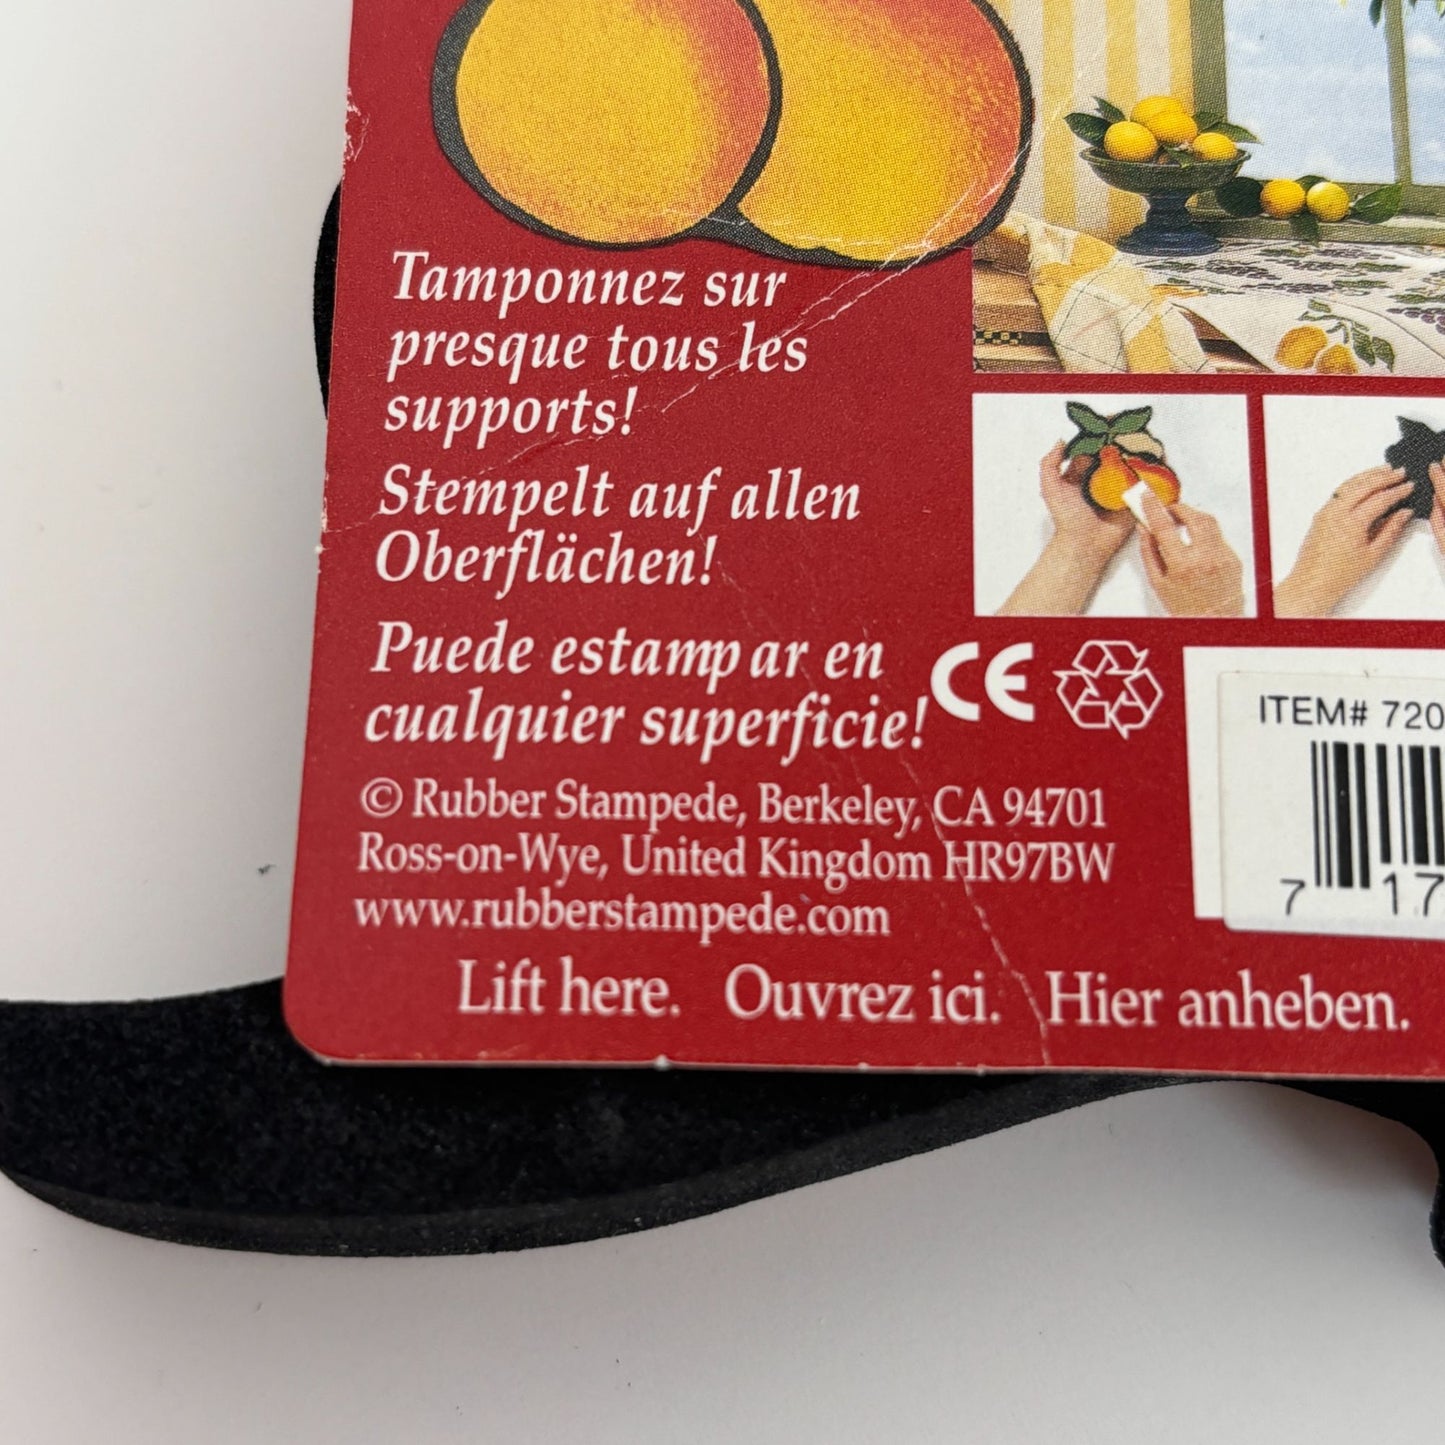 Tamponnez sur
presque tous les
supports!
Stempelt auf allen
Oberflächen!
Puede estampar en
cualquier superficie!
CE
© Rubber Stampede, Berkeley, CA 94701
Ross-on-Wye, United Kingdom HR97BW
www.rubberstampede.com
ITEM# 720
7 17
Lift here. Ouvrez ici. Hier anheben.